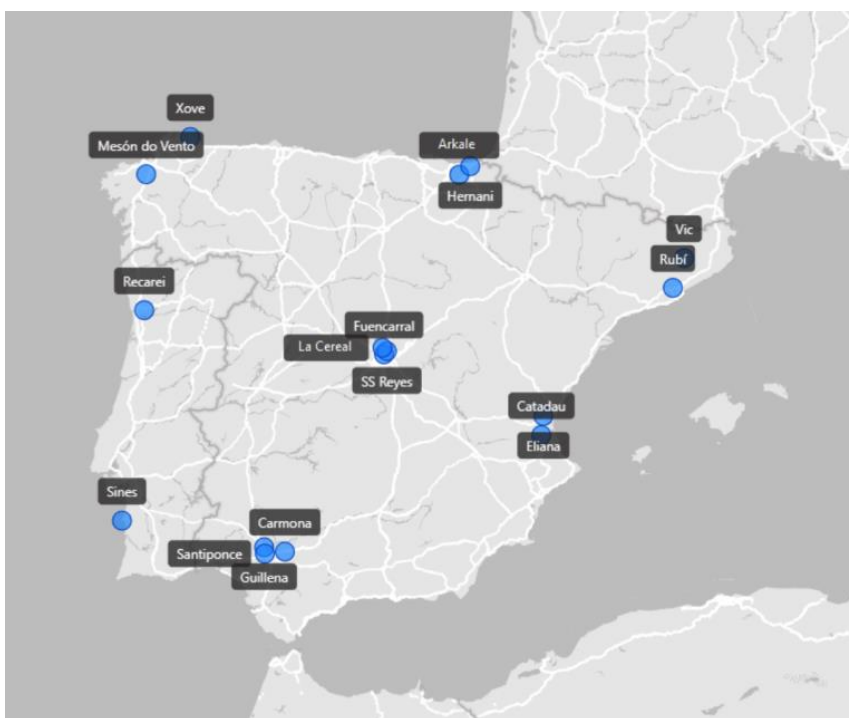 Xove
Mesón do Vento
Arkale
Hernani
Vic
Rubí
Recarei
Fuencarral
La Cereal
SS Reyes
Catadau
Eliana
Sines
Carmona
Santiponce
Guillena